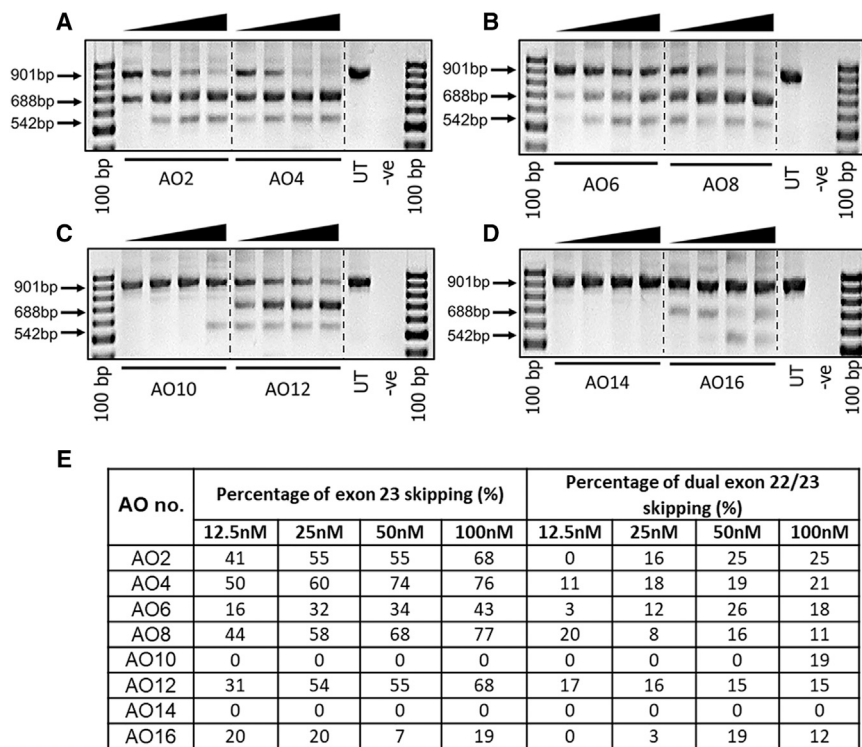 A
901bp
688bp
542bp
100 bp
AO2
AO4
UT
-ve
100 bp
B
901bp
688bp
542bp
100 bp
AO6
AO8
UT
-ve
100 bp
C
901bp
688bp
542bp
100 bp
AO10
AO12
UT
-ve
100 bp
D
901bp
688bp
542bp
100 bp
AO14
AO16
UT
-ve
100 bp
E
AO no. Percentage of exon 23 skipping (%) Percentage of dual exon 22/23
skipping (%)
12.5nM 25nM 50nM 100nM 12.5nM 25nM 50nM 100nM
AO2 41 55 55 68 0 16 25 25
AO4 50 60 74 76 11 18 19 21
AO6 16 32 34 43 3 12 26 18
AO8 44 58 68 77 20 8 16 11
AO10 0 0 0 0 0 0 0 19
AO12 31 54 55 68 17 16 15 15
AO14 0 0 0 0 0 0 0 0
AO16 20 20 7 19 0 3 19 12